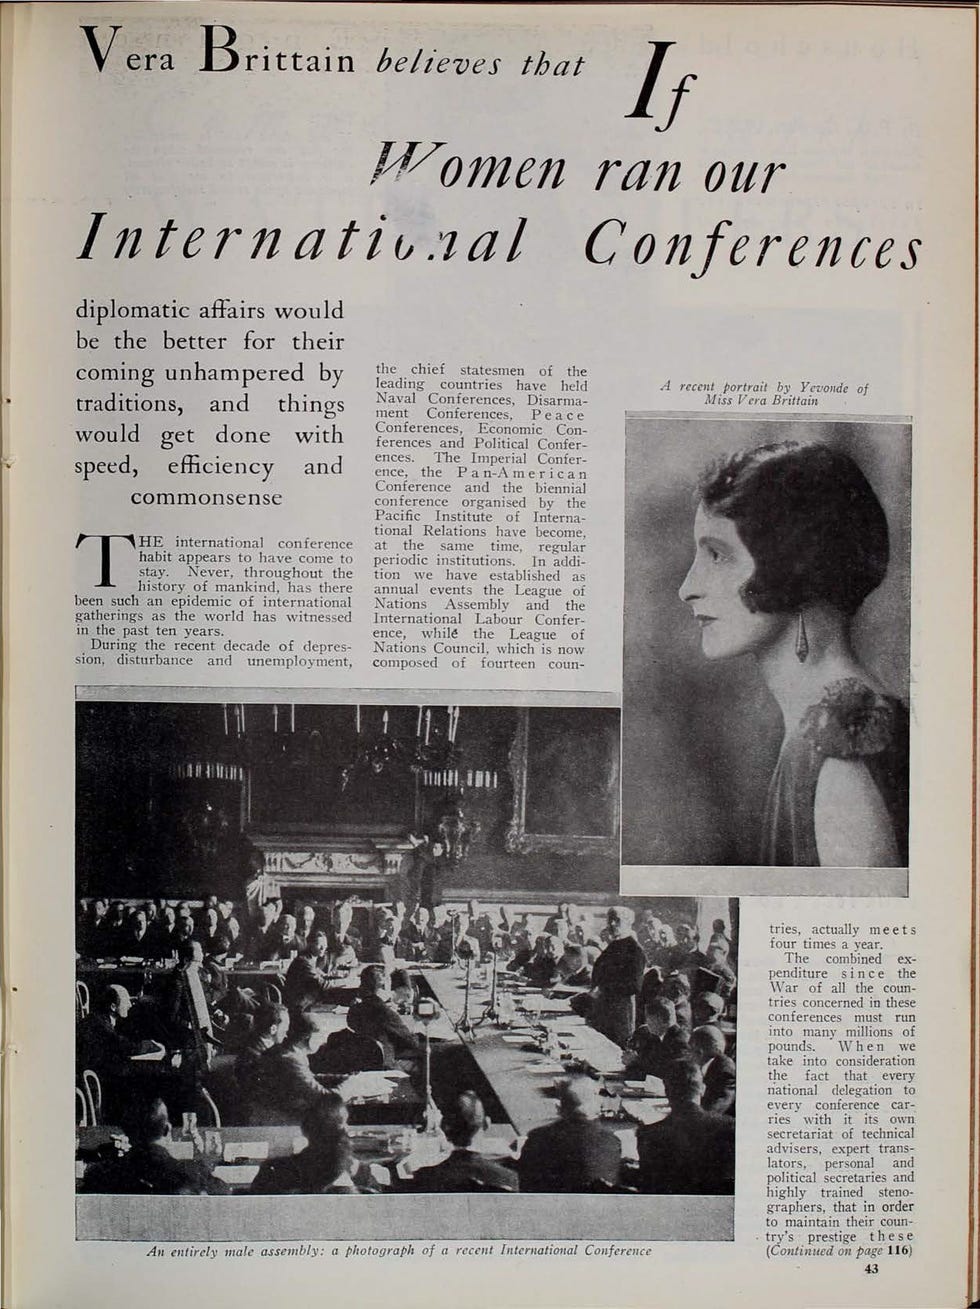 Vera Brittain believes that If
Women ran our
International Conferences
diplomatic affairs would
be the better for their
coming unhampered by
traditions, and things
would get done with
speed, efficiency and
commonsense
THE international conference
habit appears to have come to
stay. Never, throughout the
history of mankind, has there
been such an epidemic of international
gatherings as the world has witnessed
in the past ten years.
During the recent decade of depres-
sion, disturbance and unemployment,
the chief statesmen of the
leading countries have held
Naval Conferences, Disarma-
ment Conferences, Peace
Conferences, Economic Con-
ferences and Political Confer-
ences. The Imperial Confer-
ence, the Pan-American
Conference and the biennial
conference organised by the
Pacific Institute of Interna-
tional Relations have become,
at the same time, regular
periodic institutions. In addi-
tion we have established as
annual events the League of
Nations Assembly and the
International Labour Confer-
ence, while the League of
Nations Council, which is now
composed of fourteen coun-
A recent portrait by Yevonde of
Miss Vera Brittain
tries, actually meets
four times a year.
The combined ex-
penditure since the
War of all the coun-
tries concerned in these
conferences must run
into many millions of
pounds. When we
take into consideration
the fact that every
national delegation to
every conference car-
ries with it its own
secretariat of technical
advisers, expert trans-
lators, personal and
political secretaries and
highly trained steno-
graphers, that in order
to maintain their coun-
try's prestige these
(Continued on page 116)
An entirely male assembly: a photograph of a recent International Conference
43